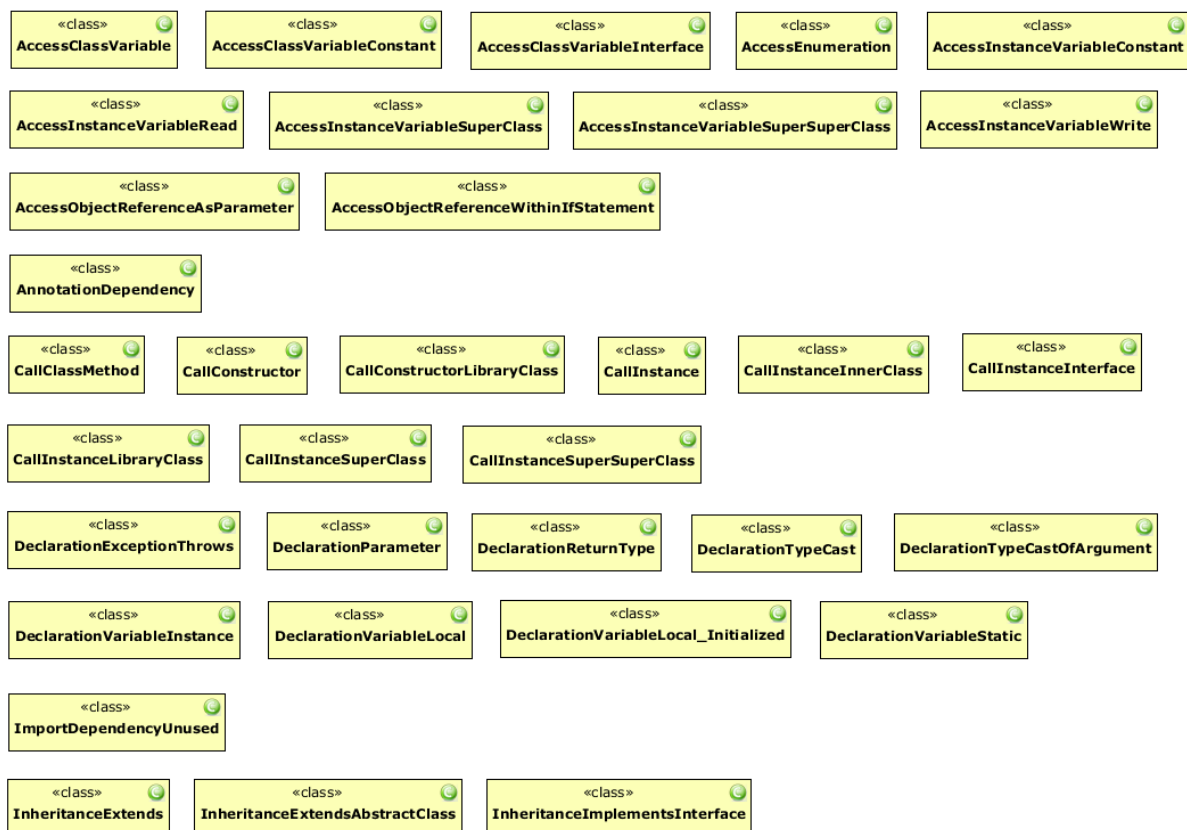 «class» C «class» C «class» C «class» C «class» C
AccessClassVariable AccessClassVariableConstant AccessClassVariableInterface AccessEnumeration AccessInstanceVariableConstant
«class» C «class» C «class» C «class» C
AccessInstanceVariableRead AccessInstanceVariableSuperClass AccessInstanceVariableSuperSuperClass AccessInstanceVariableWrite
«class» C «class» C
AccessObjectReferenceAsParameter AccessObjectReferenceWithinIfStatement
«class» C
AnnotationDependency
«class» C «class» C «class» C «class» C «class» C «class» C
CallClassMethod CallConstructor CallConstructorLibraryClass CallInstance CallInstanceInnerClass CallInstanceInterface
«class» C «class» C «class» C
CallInstanceLibraryClass CallInstanceSuperClass CallInstanceSuperSuperClass
«class» C «class» C «class» C «class» C «class» C
DeclarationExceptionThrows DeclarationParameter DeclarationReturnType DeclarationTypeCast DeclarationTypeCastOfArgument
«class» C «class» C «class» C «class» C
DeclarationVariableInstance DeclarationVariableLocal DeclarationVariableLocal_Initialized DeclarationVariableStatic
«class» C
ImportDependencyUnused
«class» C «class» C «class» C
InheritanceExtends InheritanceExtendsAbstractClass InheritanceImplementsInterface